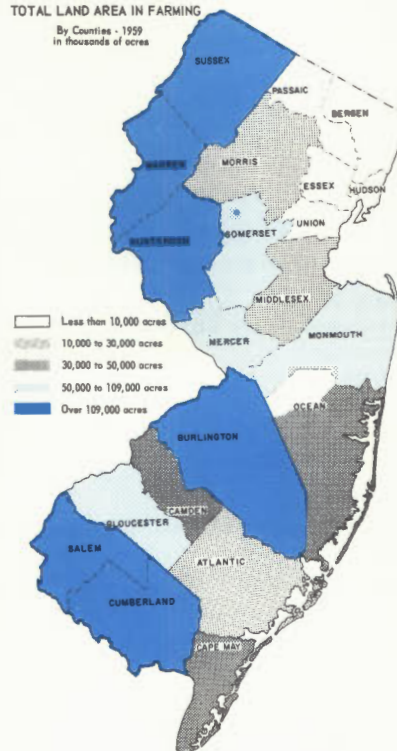 TOTAL LAND AREA IN FARMING
By Counties - 1959
in thousands of acres
SUSSEX
PASSAIC
BERGEN
WARREN
MORRIS
ESSEX
HUDSON
HUNTERDON
SOMERSET
UNION
MIDDLESEX
MERCER
MONMOUTH
Less than 10,000 acres
10,000 to 30,000 acres
30,000 to 50,000 acres
50,000 to 109,000 acres
Over 109,000 acres
OCEAN
BURLINGTON
CAMDEN
GLOUCESTER
SALEM
ATLANTIC
CUMBERLAND
CAPE MAY